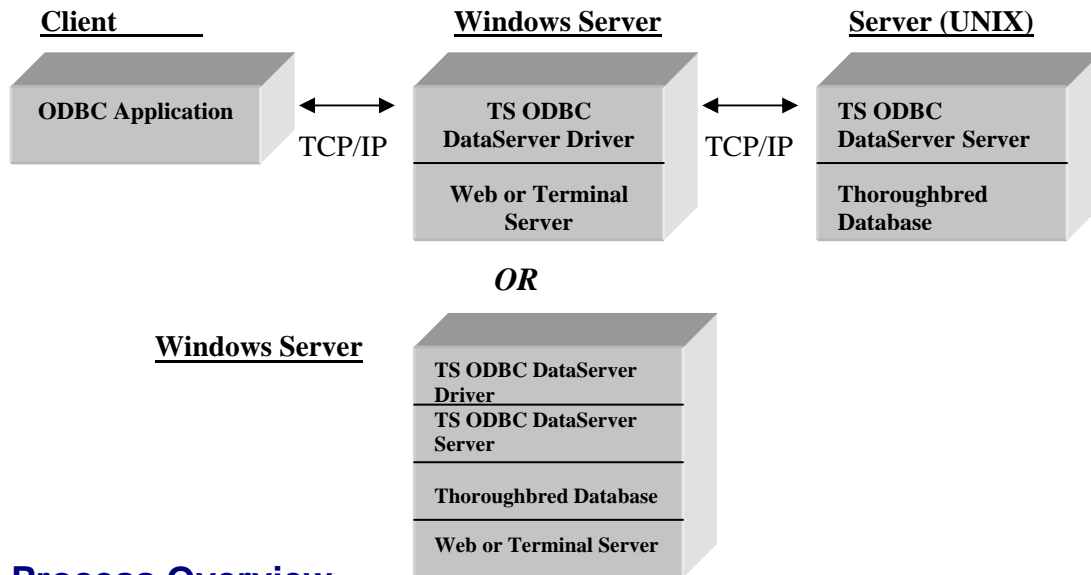 Client
Windows Server
Server (UNIX)
ODBC Application
TCP/IP
TS ODBC
DataServer Driver
Web or Terminal
Server
TCP/IP
TS ODBC
DataServer Server
Thoroughbred
Database
OR
Windows Server
TS ODBC DataServer
Driver
TS ODBC DataServer
Server
Thoroughbred Database
Web or Terminal Server
Process Overview